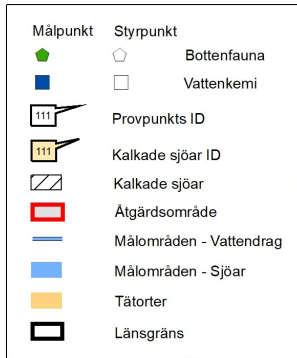 Målpunkt Styrpunkt
Bottenfauna
Vattenkemi
111 Provpunkts ID
111 Kalkade sjöar ID
Kalkade sjöar
Åtgärdsområde
Målområden - Vattendrag
Målområden - Sjöar
Tätorter
Länsgräns